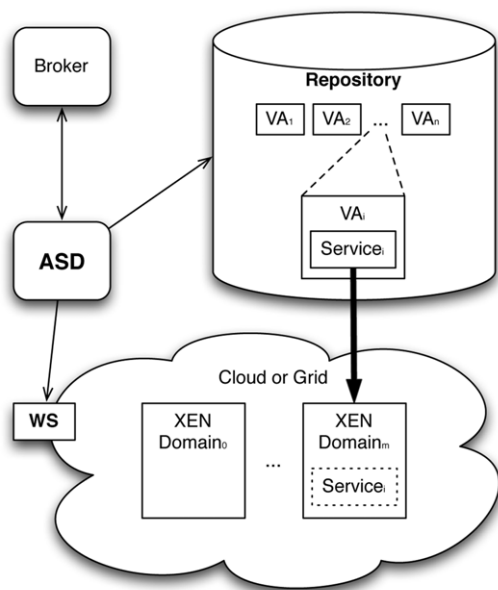 Broker
Repository
VA₁ VA₂ ... VAₙ
ASD
VAᵢ
Serviceᵢ
Cloud or Grid
WS
XEN
Domain₀
...
XEN
Domainₘ
Serviceᵢ